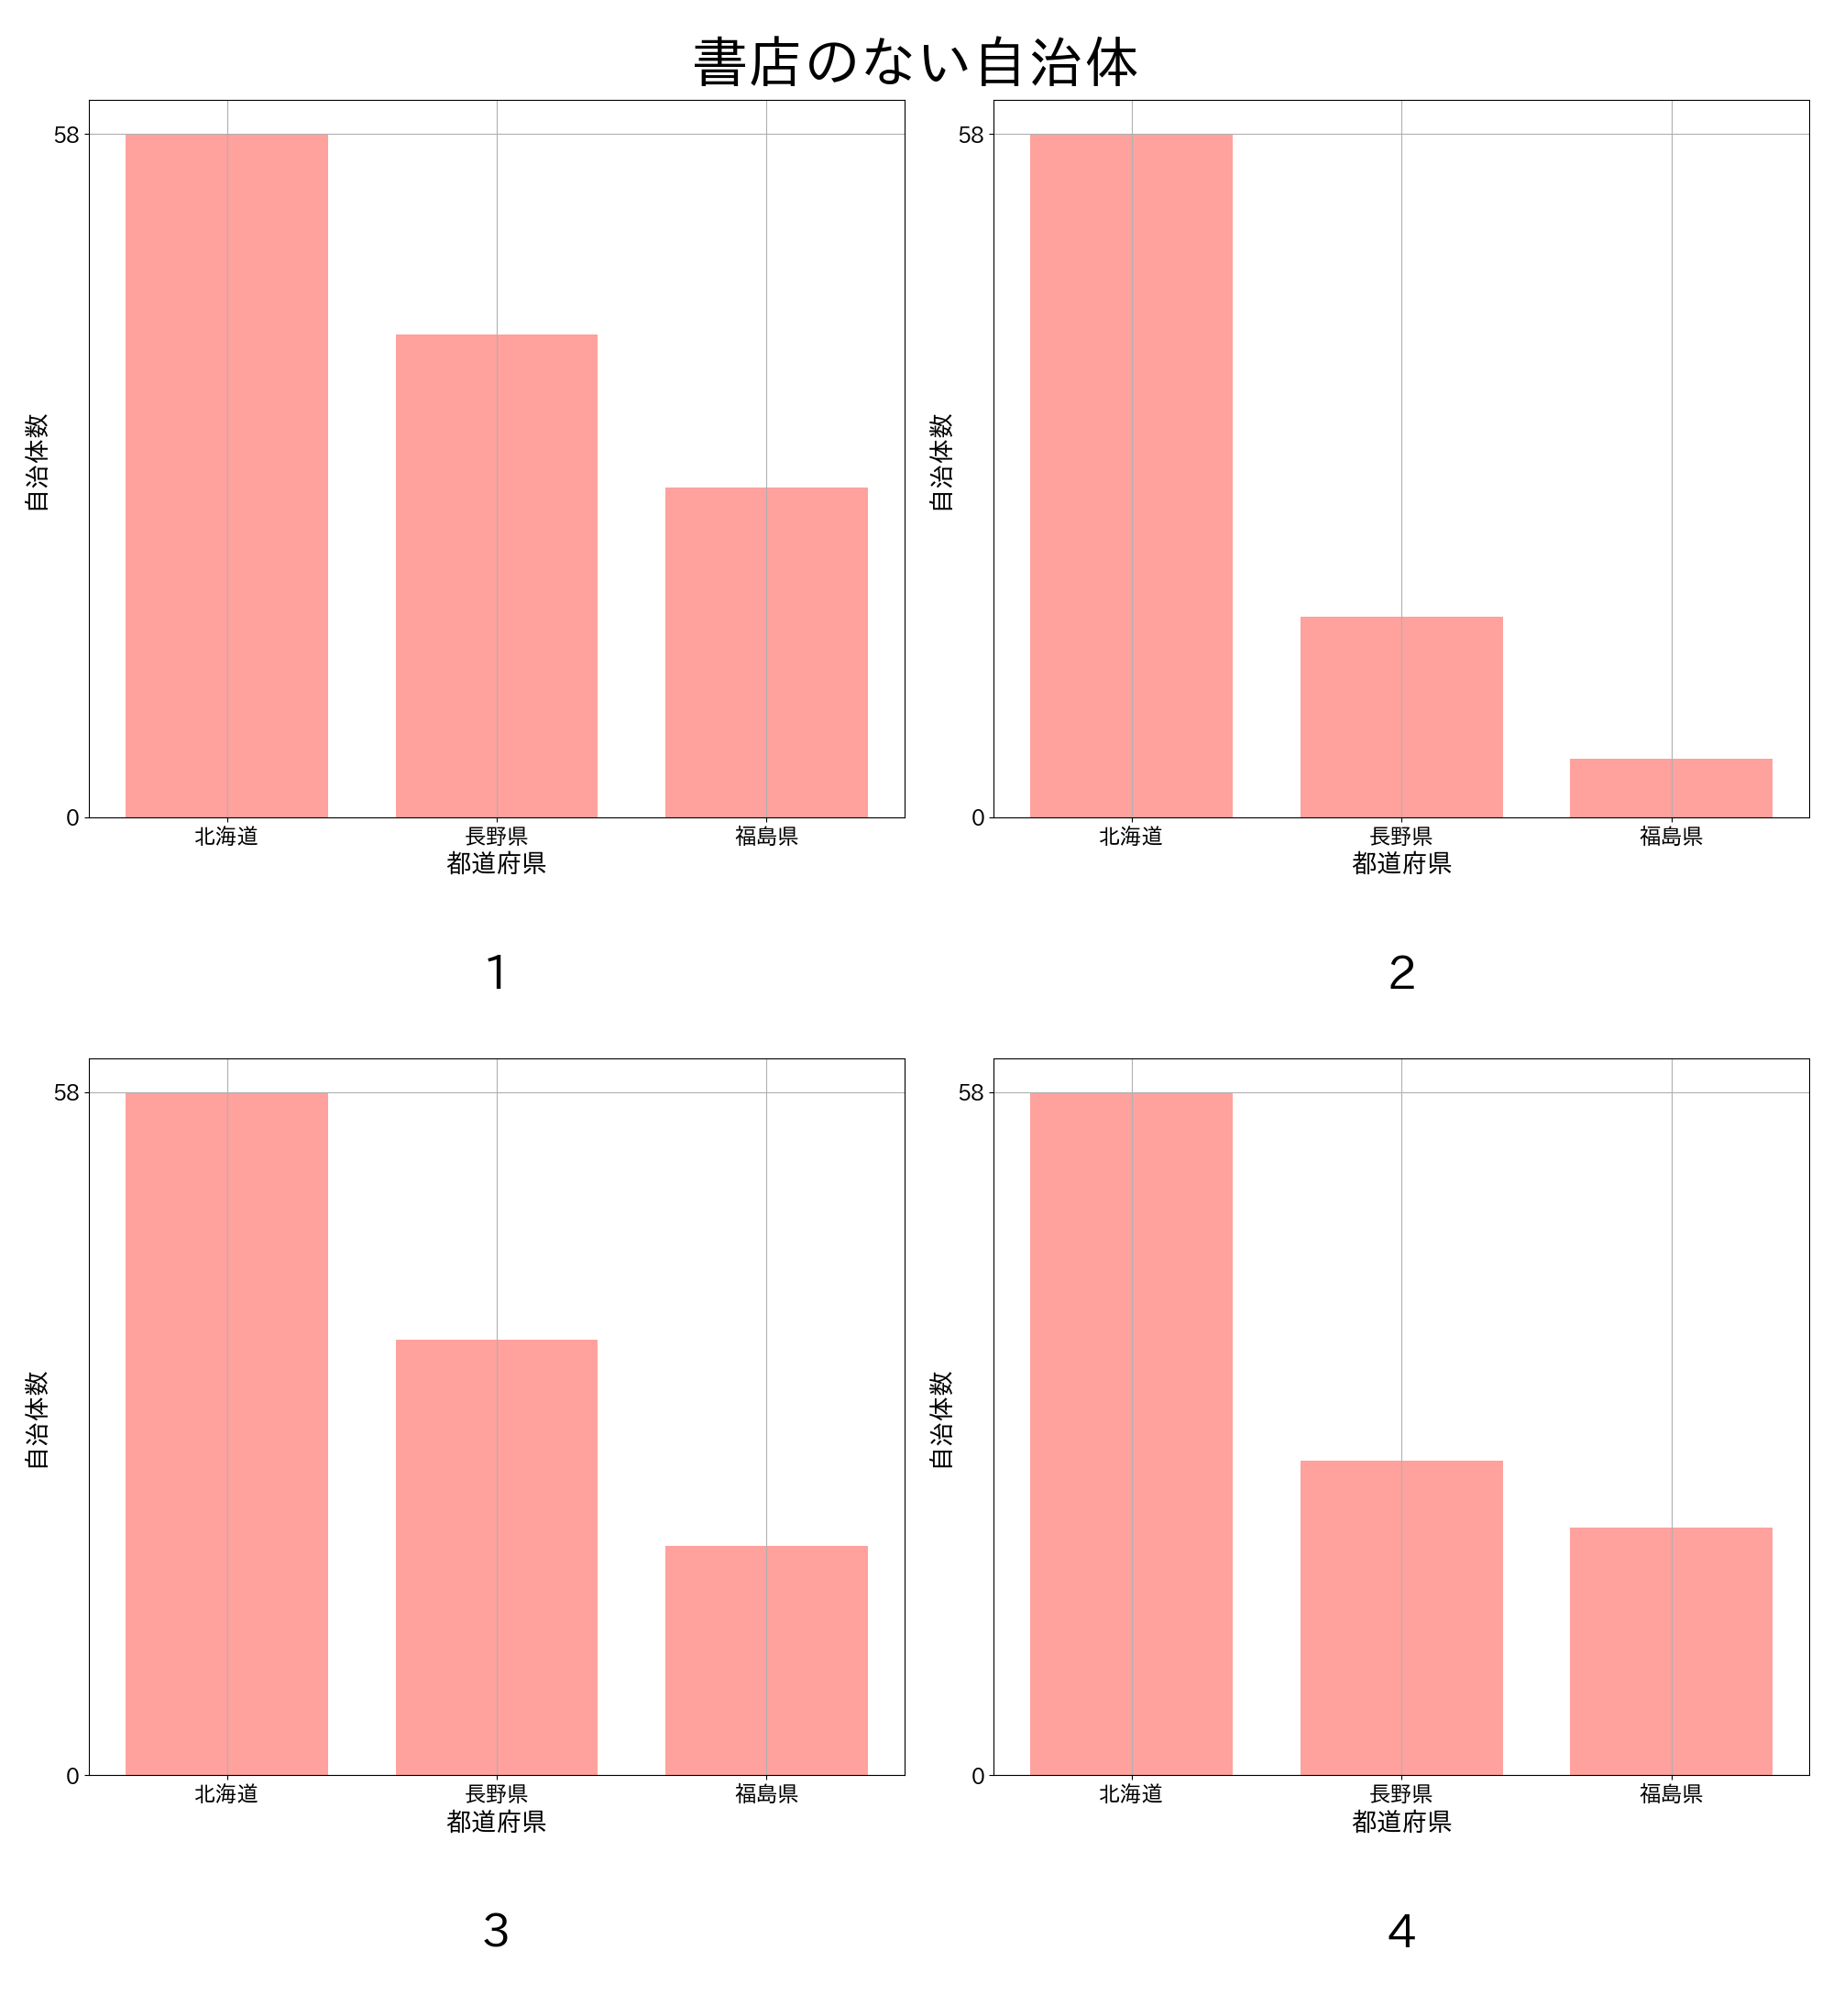 書店のない自治体
58
0
自治体数
北海道 長野県 福島県
都道府県
1
58
0
自治体数
北海道 長野県 福島県
都道府県
2
58
0
自治体数
北海道 長野県 福島県
都道府県
3
58
0
自治体数
北海道 長野県 福島県
都道府県
4